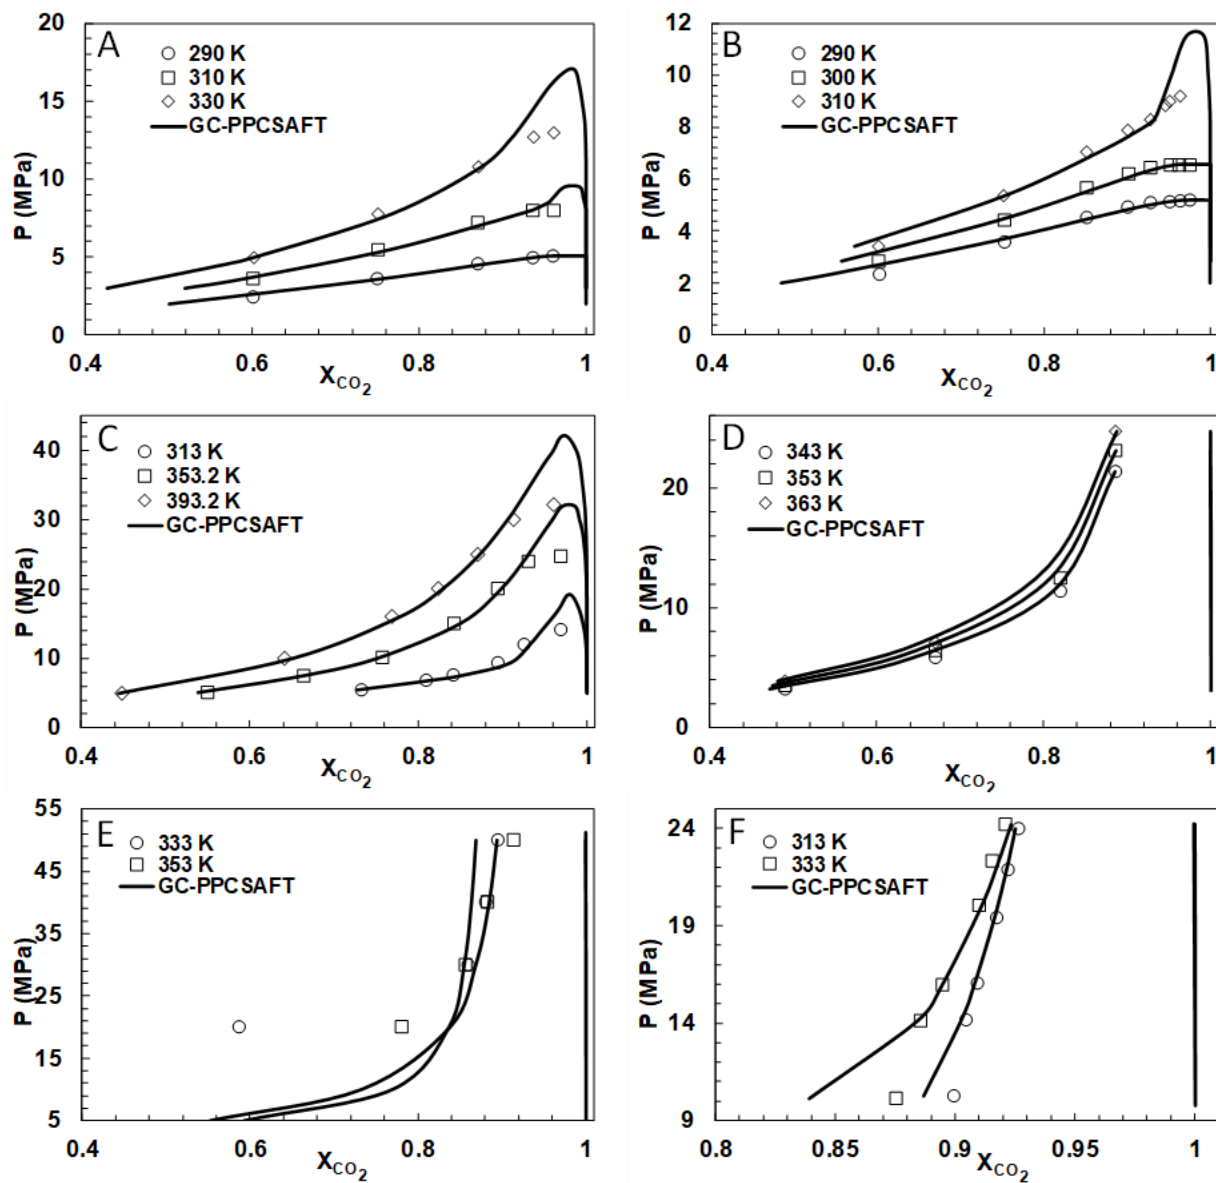 A
290 K
310 K
330 K
GC-PPCSAFT
20
15
10
5
0
P (MPa)
0.4
0.6
0.8
1
XCO2
B
290 K
300 K
310 K
GC-PPCSAFT
12
10
8
6
4
2
0
P (MPa)
0.4
0.6
0.8
1
XCO2
C
313 K
353.2 K
393.2 K
GC-PPCSAFT
40
30
20
10
0
P (MPa)
0.4
0.6
0.8
1
XCO2
D
343 K
353 K
363 K
GC-PPCSAFT
20
10
0
P (MPa)
0.4
0.6
0.8
1
XCO2
E
333 K
353 K
GC-PPCSAFT
55
45
35
25
15
5
P (MPa)
0.4
0.6
0.8
1
XCO2
F
313 K
333 K
GC-PPCSAFT
24
19
14
9
P (MPa)
0.8
0.85
0.9
0.95
1
XCO2